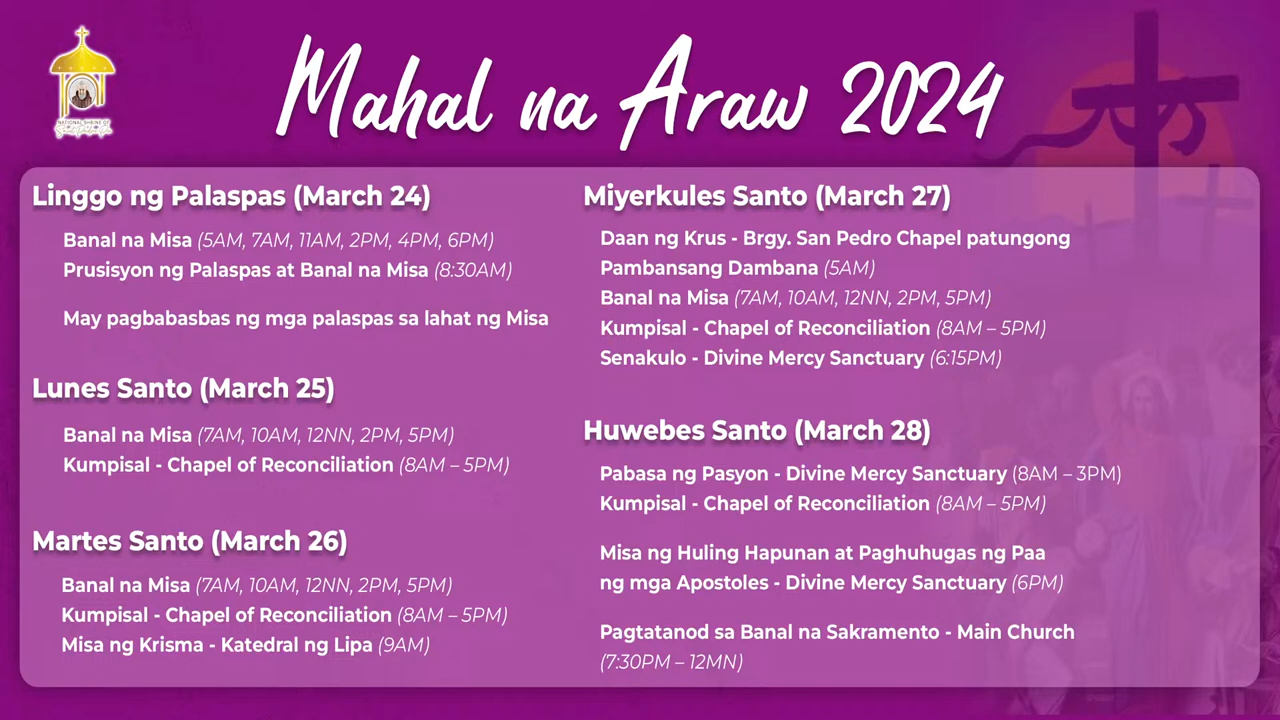 Mahal na Araw 2024
NATIONAL SHRINE OF
Linggo ng Palaspas (March 24)
Banal na Misa (5AM, 7AM, 11AM, 2PM, 4PM, 6PM)
Prusisyon ng Palaspas at Banal na Misa (8:30AM)
May pagbabasbas ng mga palaspas sa lahat ng Misa
Lunes Santo (March 25)
Banal na Misa (7AM, 10AM, 12NN, 2PM, 5PM)
Kumpisal - Chapel of Reconciliation (8AM – 5PM)
Martes Santo (March 26)
Banal na Misa (7AM, 10AM, 12NN, 2PM, 5PM)
Kumpisal - Chapel of Reconciliation (8AM – 5PM)
Misa ng Krisma - Katedral ng Lipa (9AM)
Miyerkules Santo (March 27)
Daan ng Krus - Brgy. San Pedro Chapel patungong
Pambansang Dambana (5AM)
Banal na Misa (7AM, 10AM, 12NN, 2PM, 5PM)
Kumpisal - Chapel of Reconciliation (8AM – 5PM)
Senakulo - Divine Mercy Sanctuary (6:15PM)
Huwebes Santo (March 28)
Pabasa ng Pasyon - Divine Mercy Sanctuary (8AM – 3PM)
Kumpisal - Chapel of Reconciliation (8AM – 5PM)
Misa ng Huling Hapunan at Paghuhugas ng Paa
ng mga Apostoles - Divine Mercy Sanctuary (6PM)
Pagtatanod sa Banal na Sakramento - Main Church
(7:30PM – 12MN)